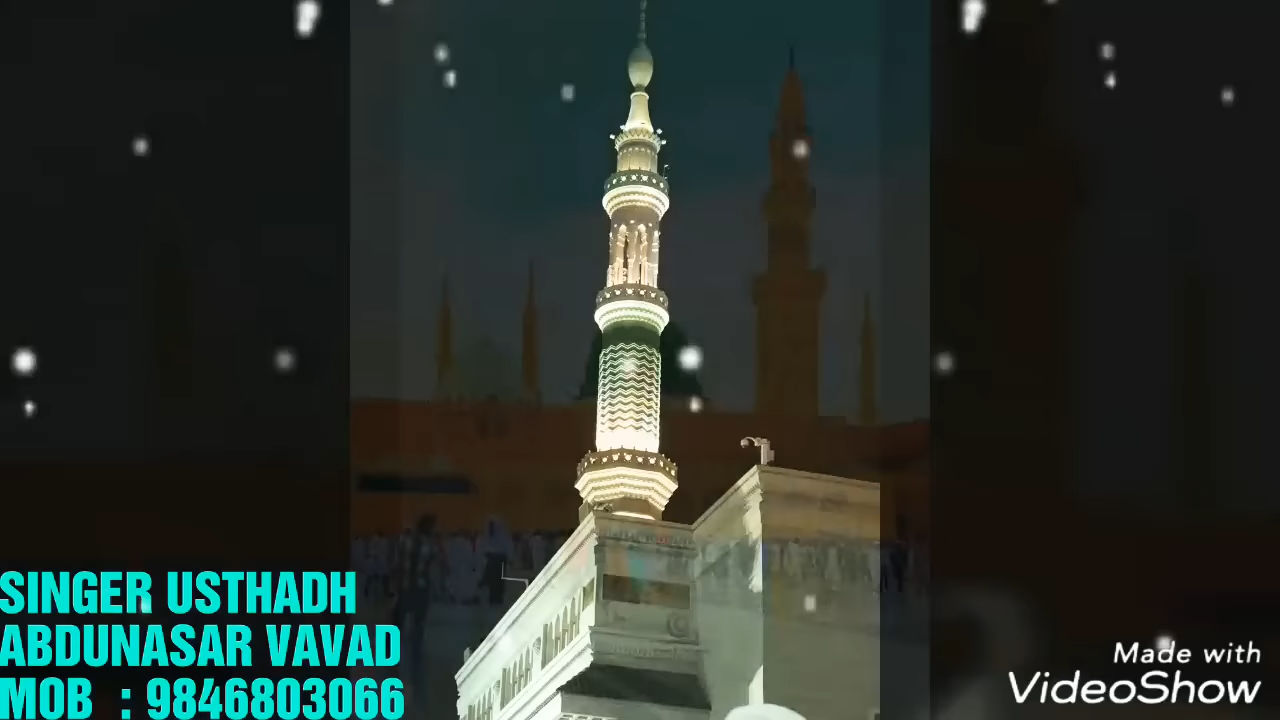 SINGER USTHADH
ABDUNASAR VAVAD
MOB : 9846803066
Made with
VideoShow